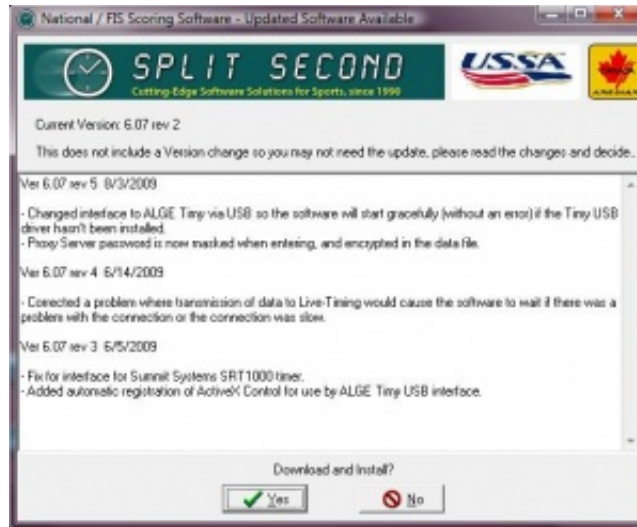 National / FIS Scoring Software - Updated Software Available
SPLIT SECOND
Cutting-Edge Software Solutions for Sports, since 1998
USSA
Current Version: 6.07 rev 2
This does not include a Version change so you may not need the update, please read the changes and decide.
Ver 6.07 rev 5 8/3/2009
- Changed interface to ALGE Timy via USB so the software will start gracefully (without an error) if the Timy USB
driver hasn't been installed.
- Proxy Server password is now masked when entering, and encrypted in the data file.
Ver 6.07 rev 4 6/14/2009
- Corrected a problem where transmission of data to Live-Timing would cause the software to wait if there was a
problem with the connection or the connection was slow.
Ver 6.07 rev 3 6/5/2009
- Fix for interface for Summit Systems SRT1000 timer.
- Added automatic registration of ActiveX Control for use by ALGE Timy USB interface.
Download and Install?
Yes
No